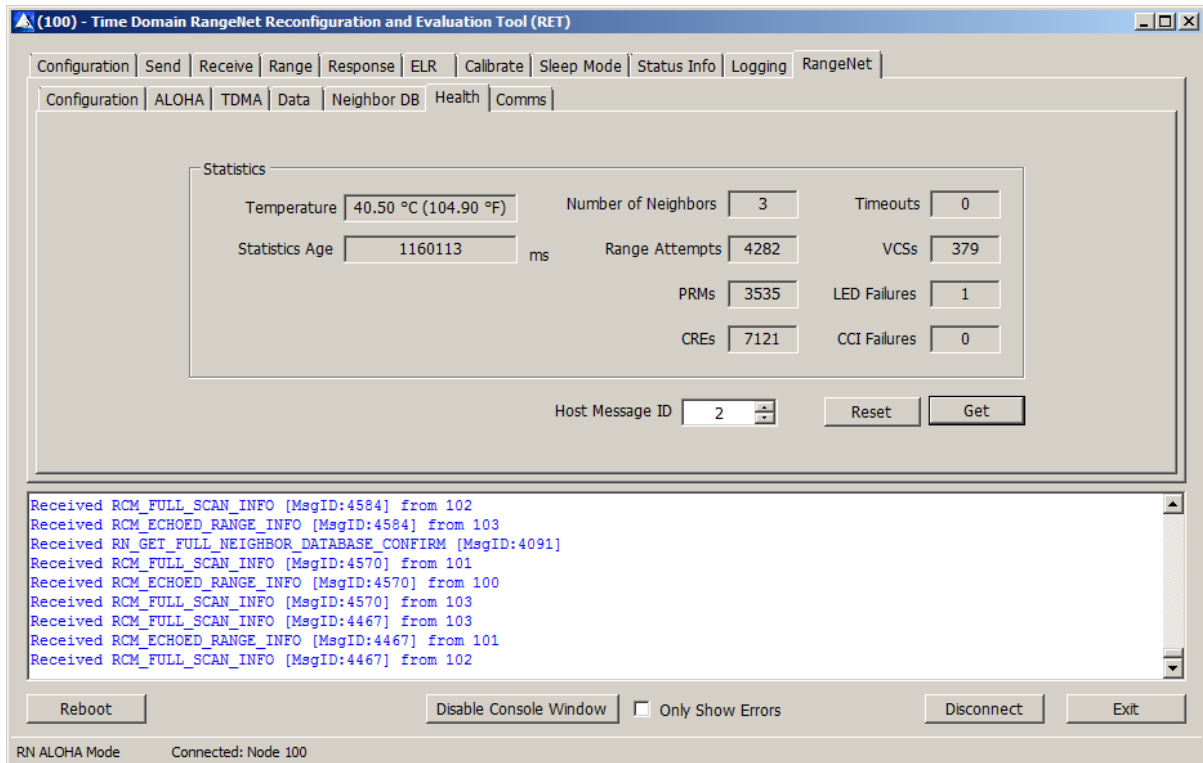 (100) - Time Domain RangeNet Reconfiguration and Evaluation Tool (RET)
Configuration Send Receive Range Response ELR Calibrate Sleep Mode Status Info Logging RangeNet
Configuration ALOHA TDMA Data Neighbor DB Health Comms
Statistics
Temperature 40.50 °C (104.90 °F) Number of Neighbors 3 Timeouts 0
Statistics Age 1160113 ms Range Attempts 4282 VCSs 379
PRMs 3535 LED Failures 1
CREs 7121 CCI Failures 0
Host Message ID 2 Reset Get
Received RCM_FULL_SCAN_INFO [MsgID:4584] from 102
Received RCM_ECHOED_RANGE_INFO [MsgID:4584] from 103
Received RN_GET_FULL_NEIGHBOR_DATABASE_CONFIRM [MsgID:4091]
Received RCM_FULL_SCAN_INFO [MsgID:4570] from 101
Received RCM_ECHOED_RANGE_INFO [MsgID:4570] from 100
Received RCM_FULL_SCAN_INFO [MsgID:4570] from 103
Received RCM_FULL_SCAN_INFO [MsgID:4467] from 103
Received RCM_ECHOED_RANGE_INFO [MsgID:4467] from 101
Received RCM_FULL_SCAN_INFO [MsgID:4467] from 102
Reboot Disable Console Window Only Show Errors Disconnect Exit
RN ALOHA Mode Connected: Node 100